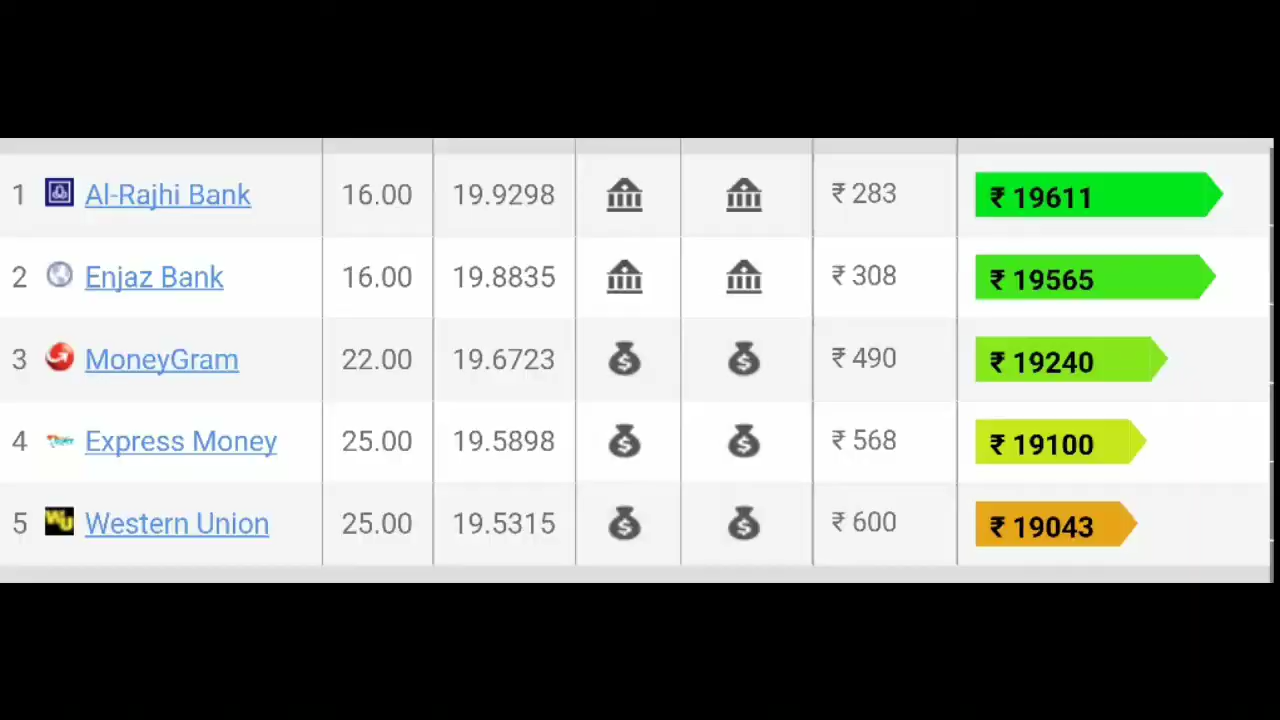 1 Al-Rajhi Bank 16.00 19.9298 ₹ 283 ₹ 19611
2 Enjaz Bank 16.00 19.8835 ₹ 308 ₹ 19565
3 MoneyGram 22.00 19.6723 ₹ 490 ₹ 19240
4 Express Money 25.00 19.5898 ₹ 568 ₹ 19100
5 WU Western Union 25.00 19.5315 ₹ 600 ₹ 19043